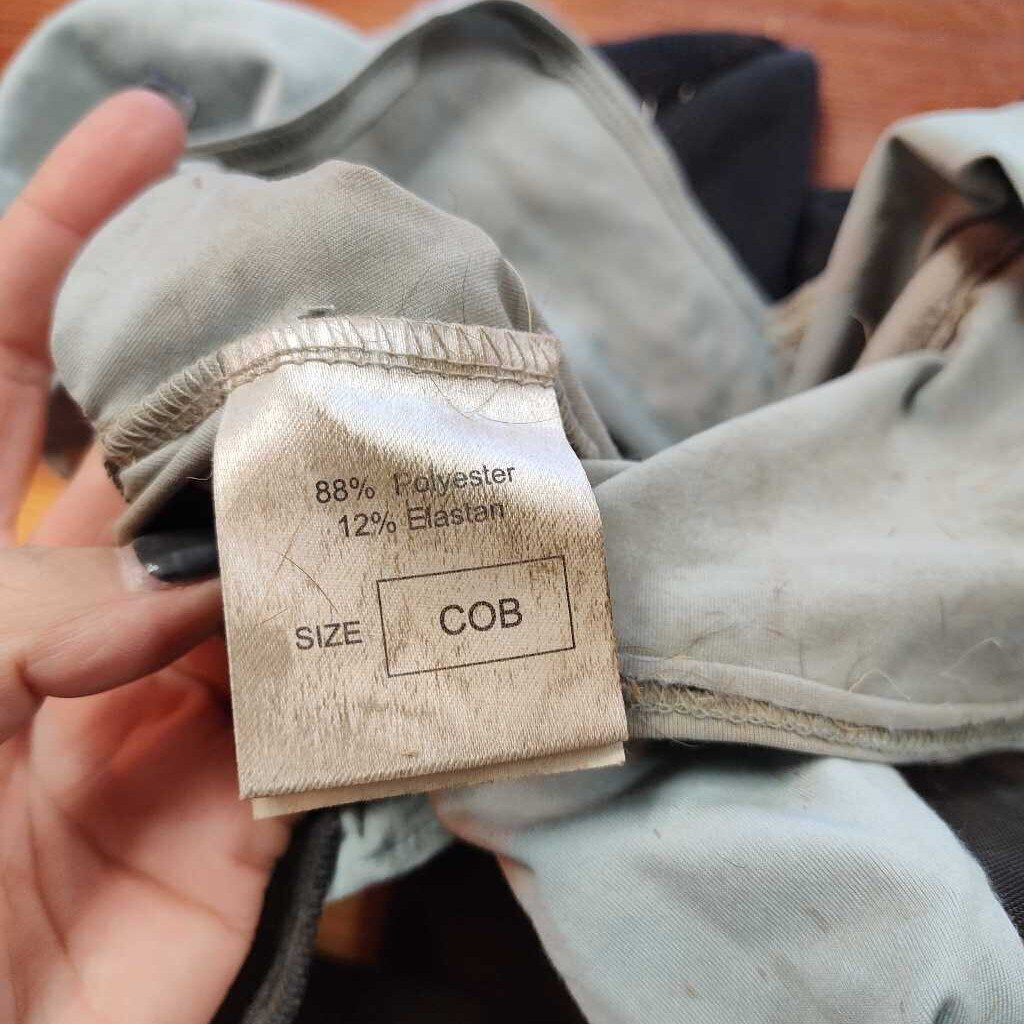 88% Polyester
12% Elastan
SIZE COB